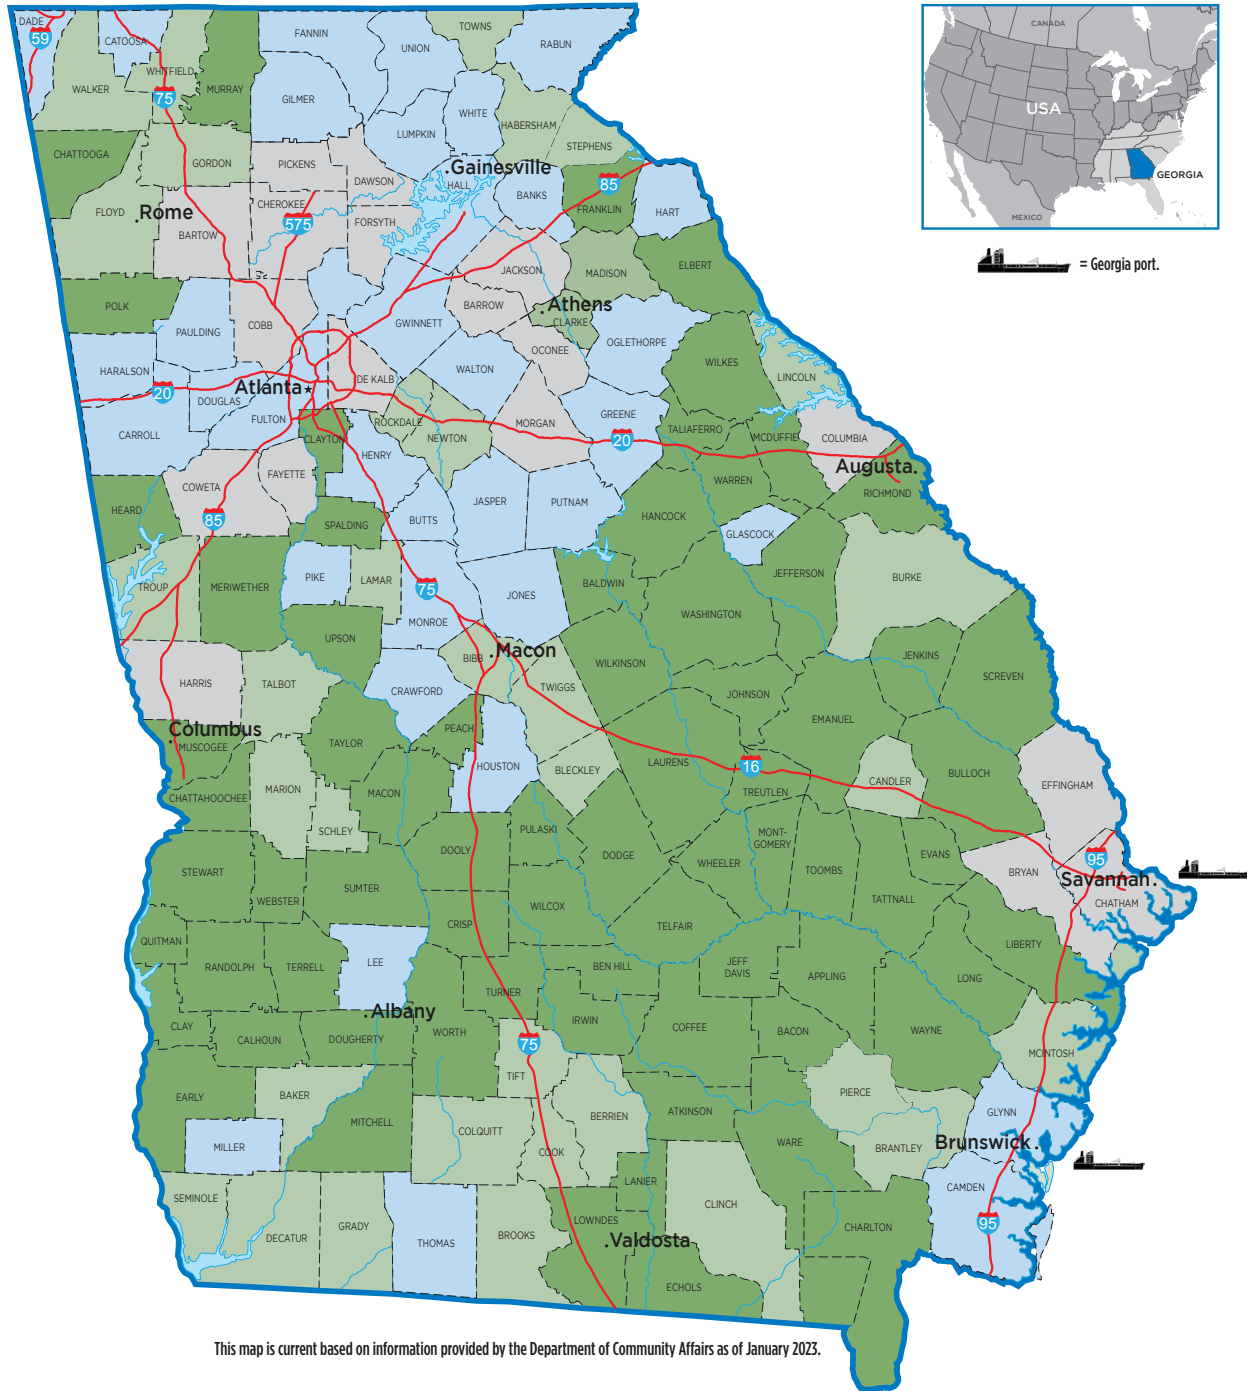 DADE
59
CATOOSA
FANNIN
UNION
TOWNS
RABUN
WALKER
WHITFIELD
75
MURRAY
GILMER
WHITE
LUMPKIN
HABERSHAM
STEPHENS
CHATTOOGA
GORDON
PICKENS
DAWSON
Gainesville
HALL
BANKS
85
FRANKLIN
HART
FLOYD
Rome
CHEROKEE
575
FORSYTH
BARTOW
JACKSON
MADISON
ELBERT
POLK
PAULDING
COBB
GWINNETT
BARROW
Athens
CLARKE
OCONEE
OGLETHORPE
HARALSON
20
DOUGLAS
Atlanta
DE KALB
WALTON
WILKES
LINCOLN
CARROLL
FULTON
CLAYTON
ROCKDALE
NEWTON
MORGAN
GREENE
20
TALIAFERRO
MCDUFFIE
COLUMBIA
Augusta
RICHMOND
HENRY
COWETA
FAYETTE
85
HEARD
SPALDING
BUTTS
JASPER
PUTNAM
HANCOCK
WARREN
GLASCOCK
TROUP
MERIWETHER
PIKE
LAMAR
75
MONROE
JONES
BALDWIN
WASHINGTON
JEFFERSON
BURKE
UPSON
BIBB
Macon
TWIGGS
WILKINSON
JENKINS
SCREVEN
HARRIS
TALBOT
CRAWFORD
JOHNSON
EMANUEL
Columbus
MUSCOGEE
TAYLOR
PEACH
HOUSTON
BLECKLEY
LAURENS
16
TREUTLEN
CANDLER
BULLOCH
EFFINGHAM
CHATTAHOOCHEE
MARION
MACON
SCHLEY
DOOLY
PULASKI
DODGE
WHEELER
MONT-
GOMERY
TOOMBS
EVANS
BRYAN
95
Savannah
CHATHAM
STEWART
WEBSTER
SUMTER
CRISP
WILCOX
TELFAIR
TATTNALL
LIBERTY
QUITMAN
RANDOLPH
TERRELL
LEE
BEN HILL
JEFF
DAVIS
APPLING
LONG
TURNER
CLAY
CALHOUN
DOUGHERTY
Albany
WORTH
IRWIN
COFFEE
BACON
WAYNE
75
TIFT
MCINTOSH
EARLY
BAKER
MITCHELL
COLQUITT
BERRIEN
ATKINSON
PIERCE
GLYNN
MILLER
COOK
WARE
BRANTLEY
Brunswick
SEMINOLE
DECATUR
GRADY
THOMAS
BROOKS
LANIER
CLINCH
CAMDEN
95
LOWNDES
Valdosta
CHARLTON
ECHOLS
CANADA
USA
GEORGIA
MEXICO
= Georgia port.
This map is current based on information provided by the Department of Community Affairs as of January 2023.